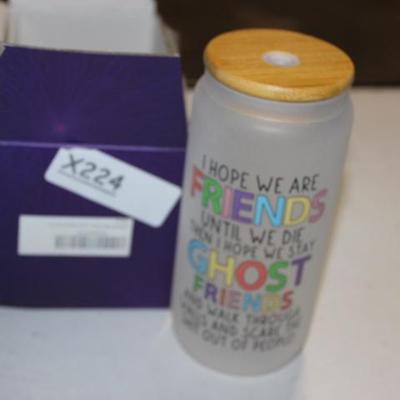 X224
I HOPE WE ARE
FRIENDS
UNTIL WE DIE
THEN I HOPE WE STAY
GHOST
FRIENDS
AND WALK THROUGH
WALLS AND SCARE THE
SHIT OUT OF PEOPLE!